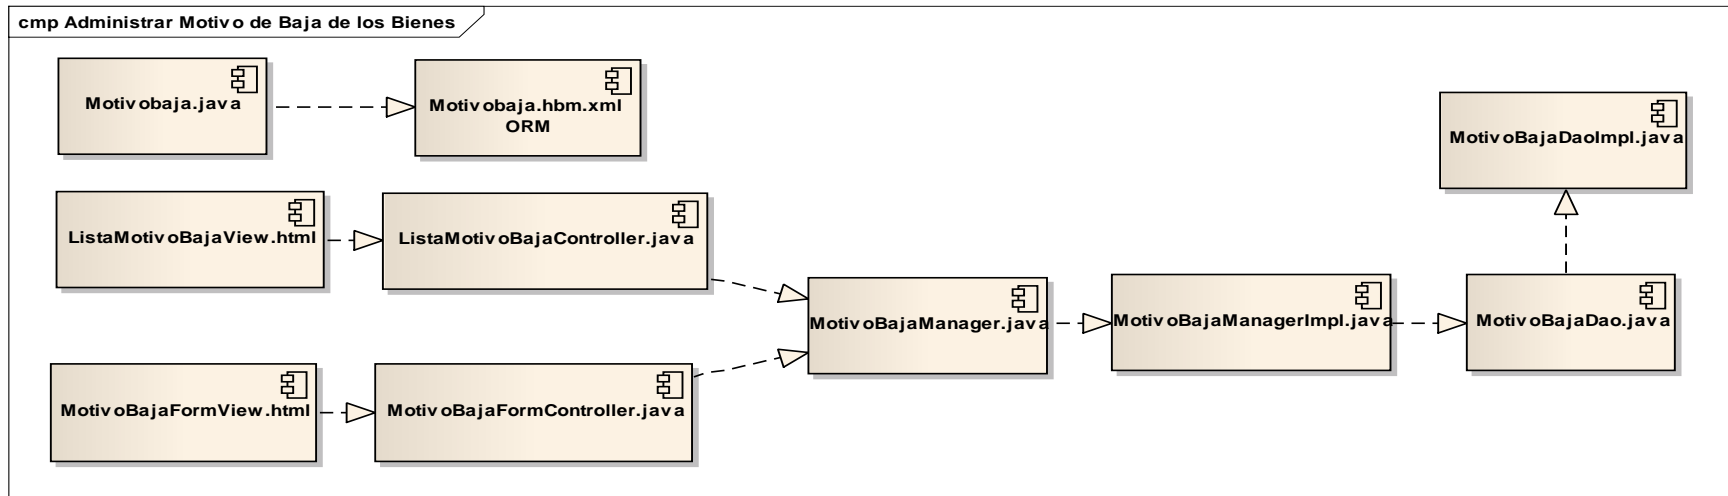 cmp Administrar Motivo de Baja de los Bienes
Motivobaja.java
Motivobaja.hbm.xml
ORM
MotivoBajaDaoImpl.java
ListaMotivoBajaView.html
ListaMotivoBajaController.java
MotivoBajaManager.java
MotivoBajaManagerImpl.java
MotivoBajaDao.java
MotivoBajaFormView.html
MotivoBajaFormController.java